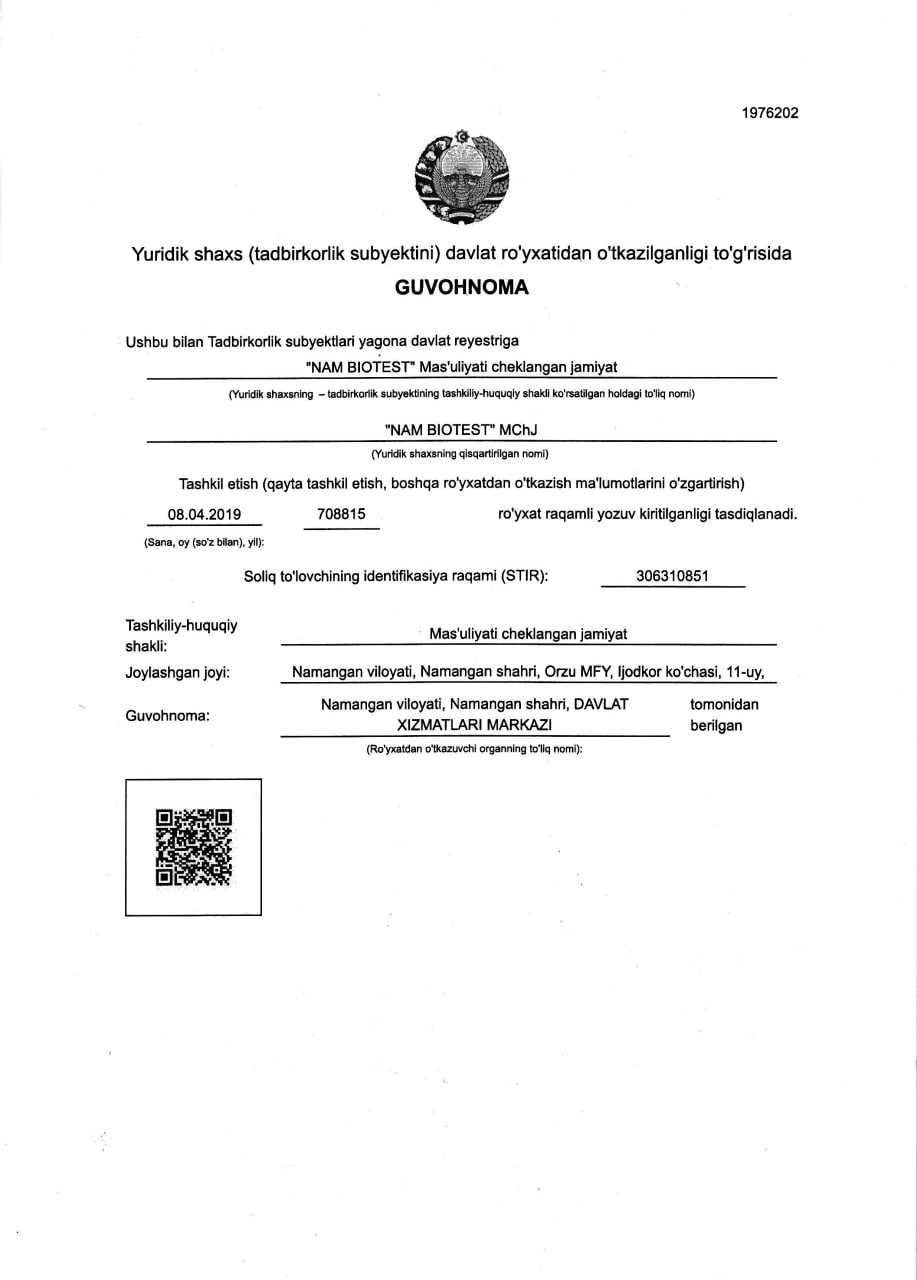 1976202
Yuridik shaxs (tadbirkorlik subyektini) davlat ro'yxatidan o'tkazilganligi to'g'risida
GUVOHNOMA
Ushbu bilan Tadbirkorlik subyektlari yagona davlat reyestriga
"NAM BIOTEST" Mas'uliyati cheklangan jamiyat
(Yuridik shaxsning – tadbirkorlik subyektining tashkiliy-huquqiy shakli ko'rsatilgan holdagi to'liq nomi)
"NAM BIOTEST" MChJ
(Yuridik shaxsning qisqartirilgan nomi)
Tashkil etish (qayta tashkil etish, boshqa ro'yxatdan o'tkazish ma'lumotlarini o'zgartirish)
08.04.2019 708815 ro'yxat raqamli yozuv kiritilganligi tasdiqlanadi.
(Sana, oy (so'z bilan), yil):
Soliq to'lovchining identifikasiya raqami (STIR): 306310851
Tashkiliy-huquqiy
shakli: Mas'uliyati cheklangan jamiyat
Joylashgan joyi: Namangan viloyati, Namangan shahri, Orzu MFY, Ijodkor ko'chasi, 11-uy,
Guvohnoma: Namangan viloyati, Namangan shahri, DAVLAT tomonidan
XIZMATLARI MARKAZI berilgan
(Ro'yxatdan o'tkazuvchi organning to'liq nomi):